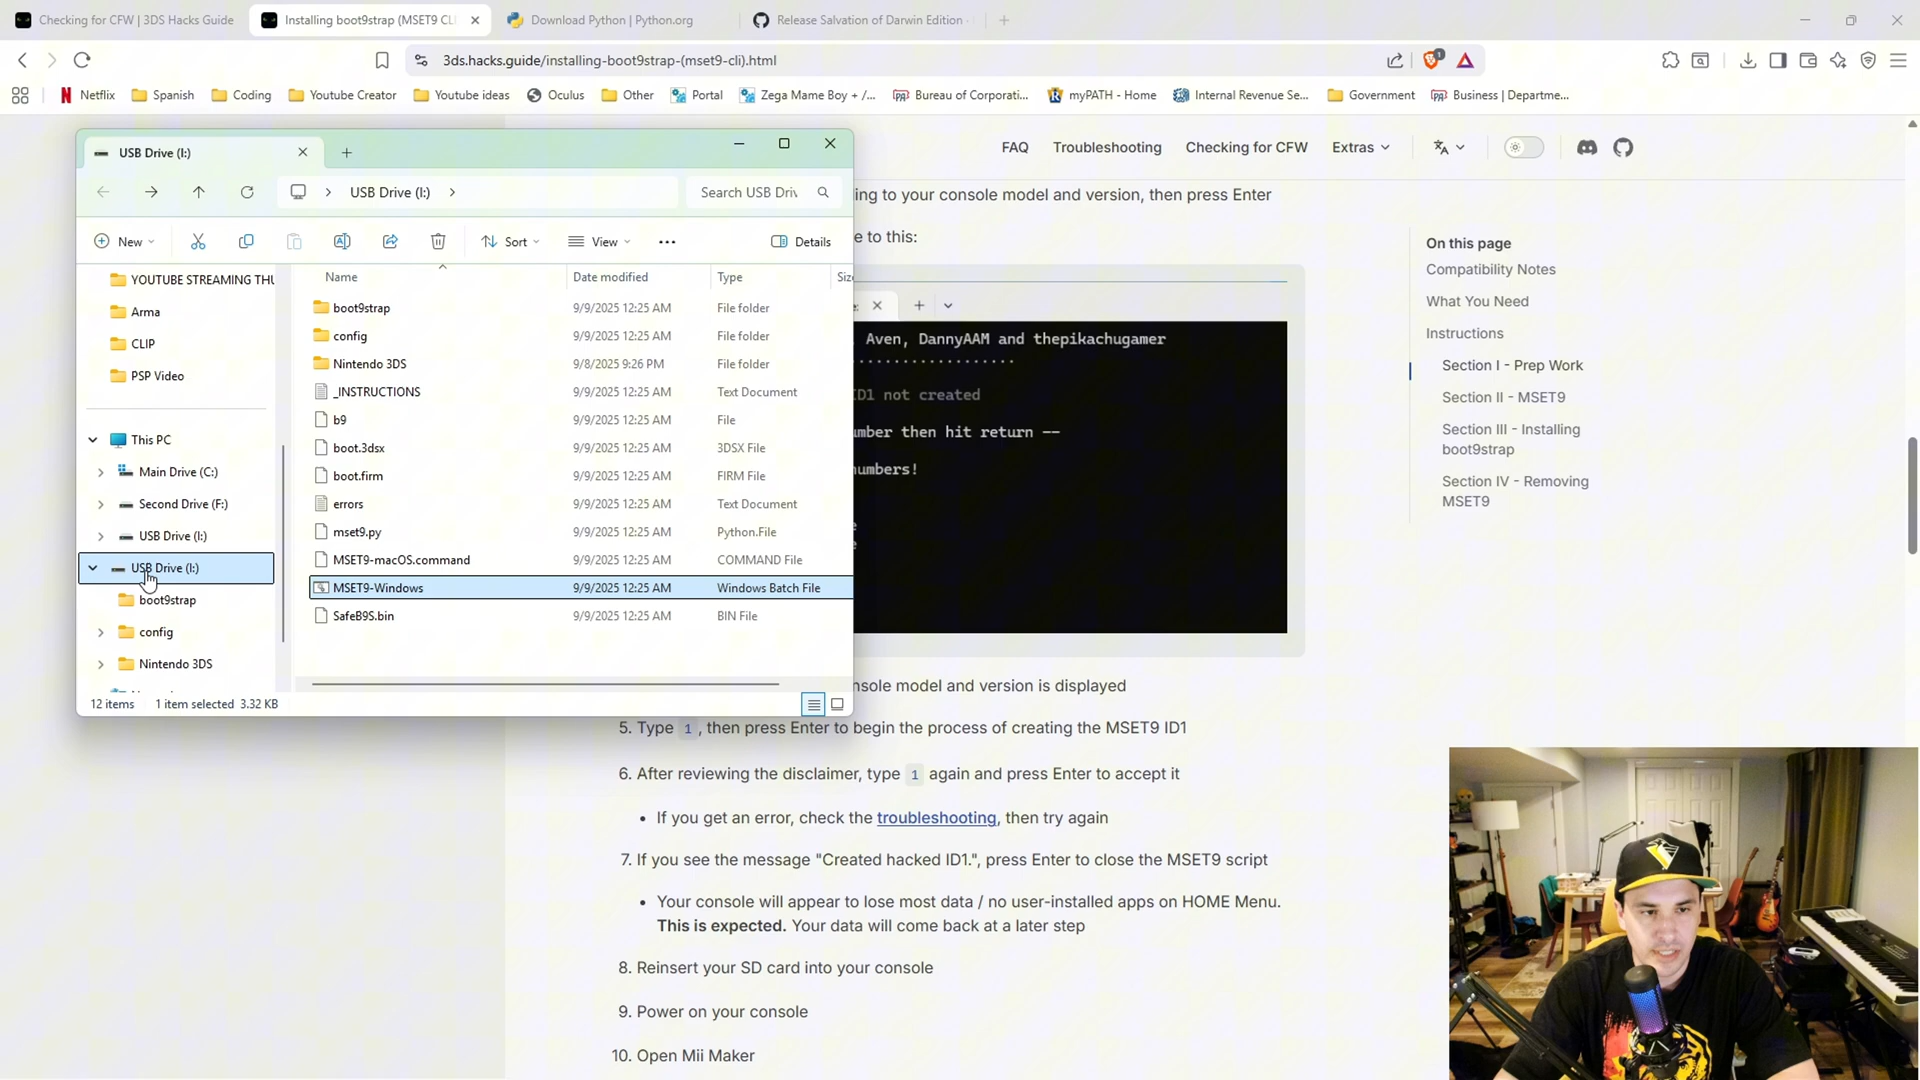 Checking for CFW | 3DS Hacks Guide
Installing boot9strap (MSET9 CL
Download Python | Python.org
Release Salvation of Darwin Edition
3ds.hacks.guide/installing-boot9strap-(mset9-cli).html
Netflix
Spanish
Coding
Youtube Creator
Youtube ideas
Oculus
Other
Portal
Zega Mame Boy + /...
Bureau of Corporati...
myPATH - Home
Internal Revenue Se...
Government
Business | Departme...
USB Drive (I:)
USB Drive (I:)
Search USB Driv
New
Sort
View
Details
YOUTUBE STREAMING THU
Arma
CLIP
PSP Video
This PC
Main Drive (C:)
Second Drive (F:)
USB Drive (I:)
USB Drive (I:)
boot9strap
config
Nintendo 3DS
Name Date modified Type Size
boot9strap 9/9/2025 12:25 AM File folder
config 9/9/2025 12:25 AM File folder
Nintendo 3DS 9/8/2025 9:26 PM File folder
_INSTRUCTIONS 9/9/2025 12:25 AM Text Document
b9 9/9/2025 12:25 AM File
boot.3dsx 9/9/2025 12:25 AM 3DSX File
boot.firm 9/9/2025 12:25 AM FIRM File
errors 9/9/2025 12:25 AM Text Document
mset9.py 9/9/2025 12:25 AM Python.File
MSET9-macOS.command 9/9/2025 12:25 AM COMMAND File
MSET9-Windows 9/9/2025 12:25 AM Windows Batch File
SafeB9S.bin 9/9/2025 12:25 AM BIN File
12 items 1 item selected 3.32 KB
FAQ
Troubleshooting
Checking for CFW
Extras
ing to your console model and version, then press Enter
e to this:
Aven, DannyAAM and thepikachugamer
ID1 not created
umber then hit return --
numbers!
nsole model and version is displayed
5. Type 1, then press Enter to begin the process of creating the MSET9 ID1
6. After reviewing the disclaimer, type 1 again and press Enter to accept it
• If you get an error, check the troubleshooting, then try again
7. If you see the message "Created hacked ID1.", press Enter to close the MSET9 script
• Your console will appear to lose most data / no user-installed apps on HOME Menu.
This is expected. Your data will come back at a later step
8. Reinsert your SD card into your console
9. Power on your console
10. Open Mii Maker
On this page
Compatibility Notes
What You Need
Instructions
Section I - Prep Work
Section II - MSET9
Section III - Installing
boot9strap
Section IV - Removing
MSET9